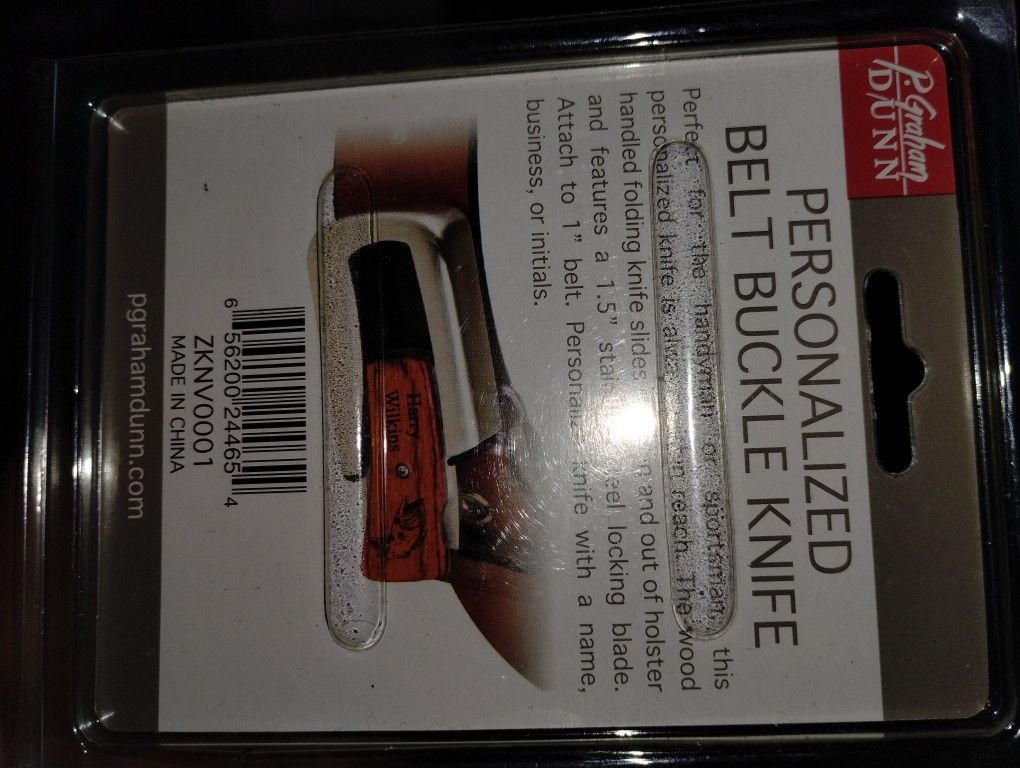 P. Graham
DUNN
PERSONALIZED
BELT BUCKLE KNIFE
Perfect for the handyman or sportsman, this
personalized knife is always in reach. The wood
handled folding knife slides in and out of holster
and features a 1.5” stainless steel locking blade.
Attach to 1” belt. Personalize knife with a name,
business, or initials.
Harry
Wilkins
6 56200 24465 4
ZKNV0001
MADE IN CHINA
pgrahamdunn.com